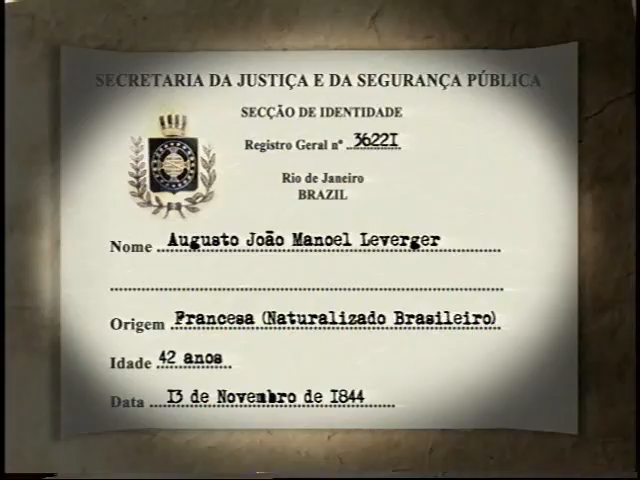 SECRETARIA DA JUSTIÇA E DA SEGURANÇA PÚBLICA
SECÇÃO DE IDENTIDADE
Registro Geral nº 36221
Rio de Janeiro
BRAZIL
Nome Augusto João Manoel Leverger
Origem Francesa (Naturalizado Brasileiro)
Idade 42 anos
Data 13 de Novembro de 1844